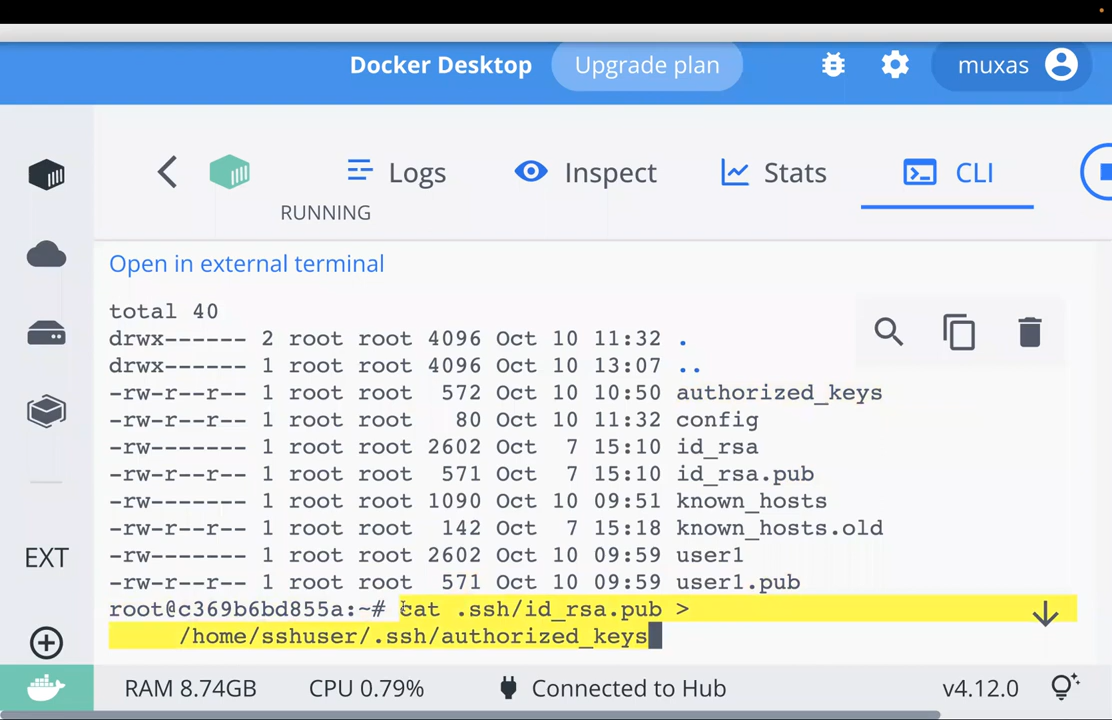 Docker Desktop Upgrade plan muxas
Logs Inspect Stats CLI
RUNNING
Open in external terminal
total 40
drwx------ 2 root root 4096 Oct 10 11:32 .
drwx------ 1 root root 4096 Oct 10 13:07 ..
-rw-r--r-- 1 root root 572 Oct 10 10:50 authorized_keys
-rw-r--r-- 1 root root 80 Oct 10 11:32 config
-rw------- 1 root root 2602 Oct 7 15:10 id_rsa
-rw-r--r-- 1 root root 571 Oct 7 15:10 id_rsa.pub
-rw------- 1 root root 1090 Oct 10 09:51 known_hosts
-rw-r--r-- 1 root root 142 Oct 7 15:18 known_hosts.old
-rw------- 1 root root 2602 Oct 10 09:59 user1
-rw-r--r-- 1 root root 571 Oct 10 09:59 user1.pub
root@c369b6bd855a:~# cat .ssh/id_rsa.pub >
/home/sshuser/.ssh/authorized_keys
EXT
RAM 8.74GB CPU 0.79% Connected to Hub v4.12.0